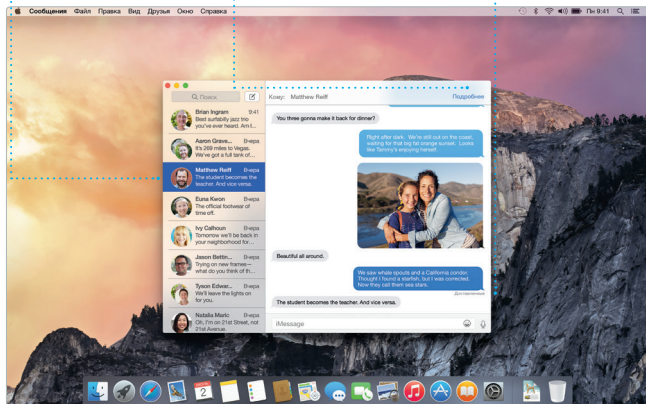 Сообщения Файл Правка Вид Друзья Окно Справка
Пн 9:41
Поиск
Кому: Matthew Reiff
Подробнее
Brian Ingram 9:41
Best surfabilly jazz trio
you've ever heard. Am I...
Aaron Grave... Вчера
It's 269 miles to Vegas.
We've got a full tank of...
Matthew Reiff Вчера
The student becomes the
teacher. And vice versa.
Euna Kwon Вчера
The official footwear of
time off.
Ivy Calhoun Вчера
Tomorrow we'll be back in
your neighborhood for...
Jason Bettin... Вчера
Trying on new frames—
what do you think of th...
Tyson Edwar... Вчера
We'll leave the lights on
for you.
Natalia Maric Вчера
Oh, I'm on 21st Street, not
21st Avenue.
You three gonna make it back for dinner?
Right after dark. We're still out on the coast,
waiting for that big fat orange sunset. Looks
like Tammy's enjoying herself.
Beautiful all around.
We saw whale spouts and a California condor.
Thought I found a starfish, but I was corrected.
Now they call them sea stars.
Доставленные
The student becomes the teacher. And vice versa.
iMessage
2